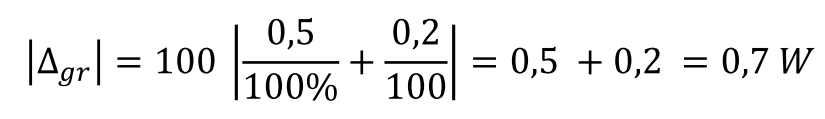 |Δgr| = 100 |0,5/100% + 0,2/100| = 0,5 + 0,2 = 0,7 W